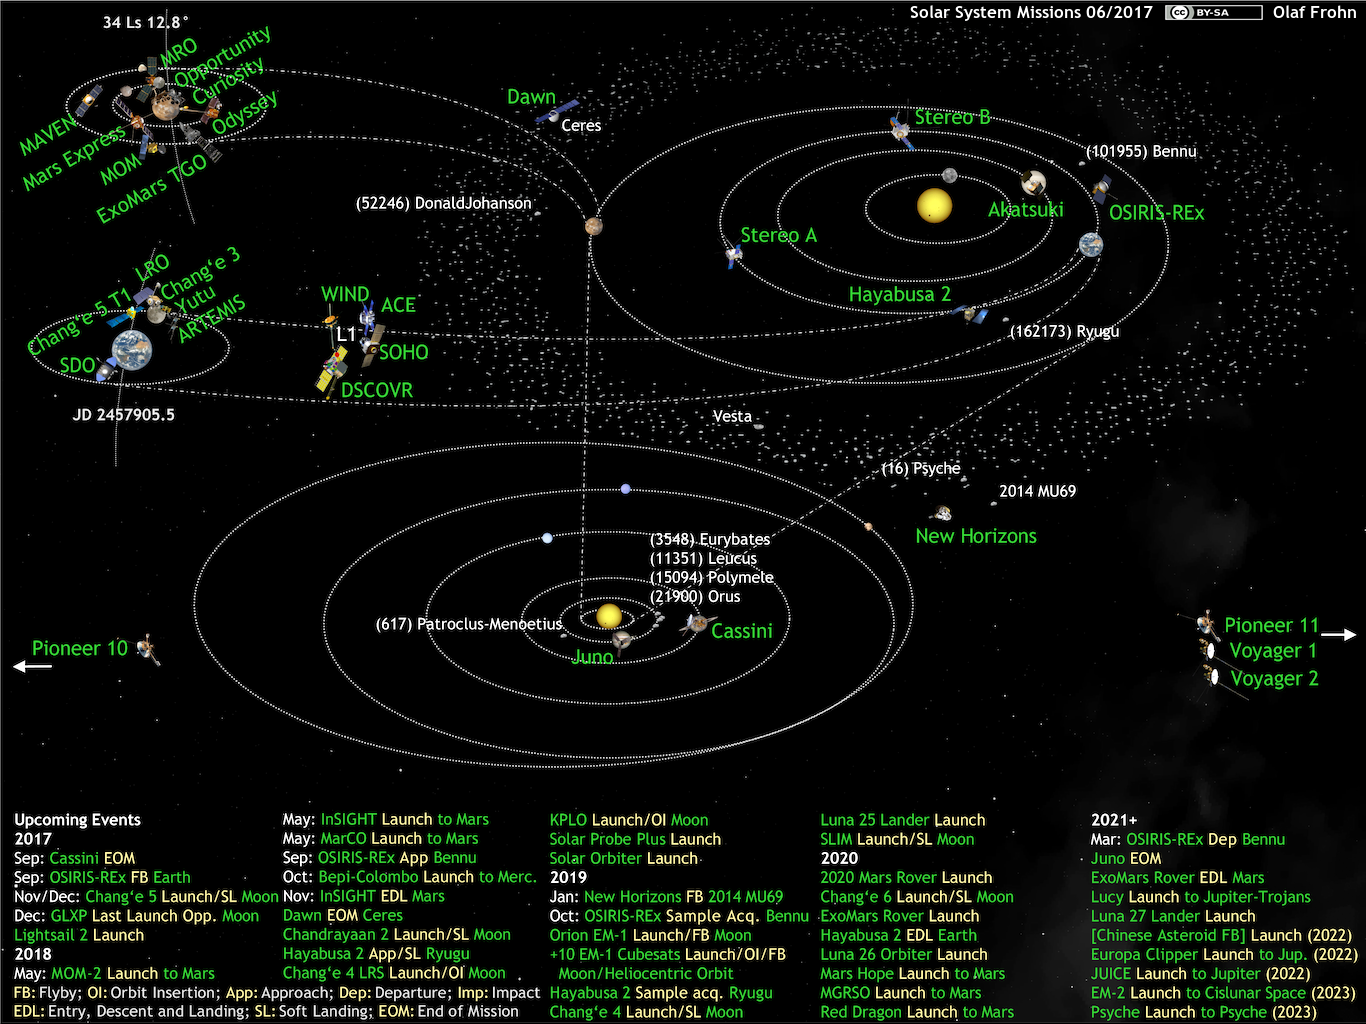 Solar System Missions 06/2017 cc BY-SA Olaf Frohn
34 Ls 12.8°
MRO
Opportunity
Curiosity
Odyssey
MAVEN
Mars Express
MOM
ExoMars TGO
Dawn
Ceres
Stereo B
(101955) Bennu
(52246) DonaldJohanson
Akatsuki
OSIRIS-REx
Stereo A
LRO
Chang‘e 3
Yutu
Chang‘e 5 T1
ARTEMIS
SDO
JD 2457905.5
WIND
ACE
L1
SOHO
DSCOVR
Hayabusa 2
(162173) Ryugu
Vesta
(16) Psyche
2014 MU69
New Horizons
(3548) Eurybates
(11351) Leucus
(15094) Polymele
(21900) Orus
(617) Patroclus-Menoetius
Cassini
Juno
Pioneer 10
Pioneer 11
Voyager 1
Voyager 2
Upcoming Events
2017
Sep: Cassini EOM
Sep: OSIRIS-REx FB Earth
Nov/Dec: Chang‘e 5 Launch/SL Moon
Dec: GLXP Last Launch Opp. Moon
Lightsail 2 Launch
2018
May: MOM-2 Launch to Mars
May: InSIGHT Launch to Mars
May: MarCO Launch to Mars
Sep: OSIRIS-REx App Bennu
Oct: Bepi-Colombo Launch to Merc.
Nov: InSIGHT EDL Mars
Dawn EOM Ceres
Chandrayaan 2 Launch/SL Moon
Hayabusa 2 App/SL Ryugu
Chang‘e 4 LRS Launch/OI Moon
FB: Flyby; OI: Orbit Insertion; App: Approach; Dep: Departure; Imp: Impact
EDL: Entry, Descent and Landing; SL: Soft Landing; EOM: End of Mission
KPLO Launch/OI Moon
Solar Probe Plus Launch
Solar Orbiter Launch
2019
Jan: New Horizons FB 2014 MU69
Oct: OSIRIS-REx Sample Acq. Bennu
Orion EM-1 Launch/FB Moon
+10 EM-1 Cubesats Launch/OI/FB
Moon/Heliocentric Orbit
Hayabusa 2 Sample acq. Ryugu
Chang‘e 4 Launch/SL Moon
Luna 25 Lander Launch
SLIM Launch/SL Moon
2020
2020 Mars Rover Launch
Chang‘e 6 Launch/SL Moon
ExoMars Rover Launch
Hayabusa 2 EDL Earth
Luna 26 Orbiter Launch
Mars Hope Launch to Mars
MGRSO Launch to Mars
Red Dragon Launch to Mars
2021+
Mar: OSIRIS-REx Dep Bennu
Juno EOM
ExoMars Rover EDL Mars
Lucy Launch to Jupiter-Trojans
Luna 27 Lander Launch
[Chinese Asteroid FB] Launch (2022)
Europa Clipper Launch to Jup. (2022)
JUICE Launch to Jupiter (2022)
EM-2 Launch to Cislunar Space (2023)
Psyche Launch to Psyche (2023)